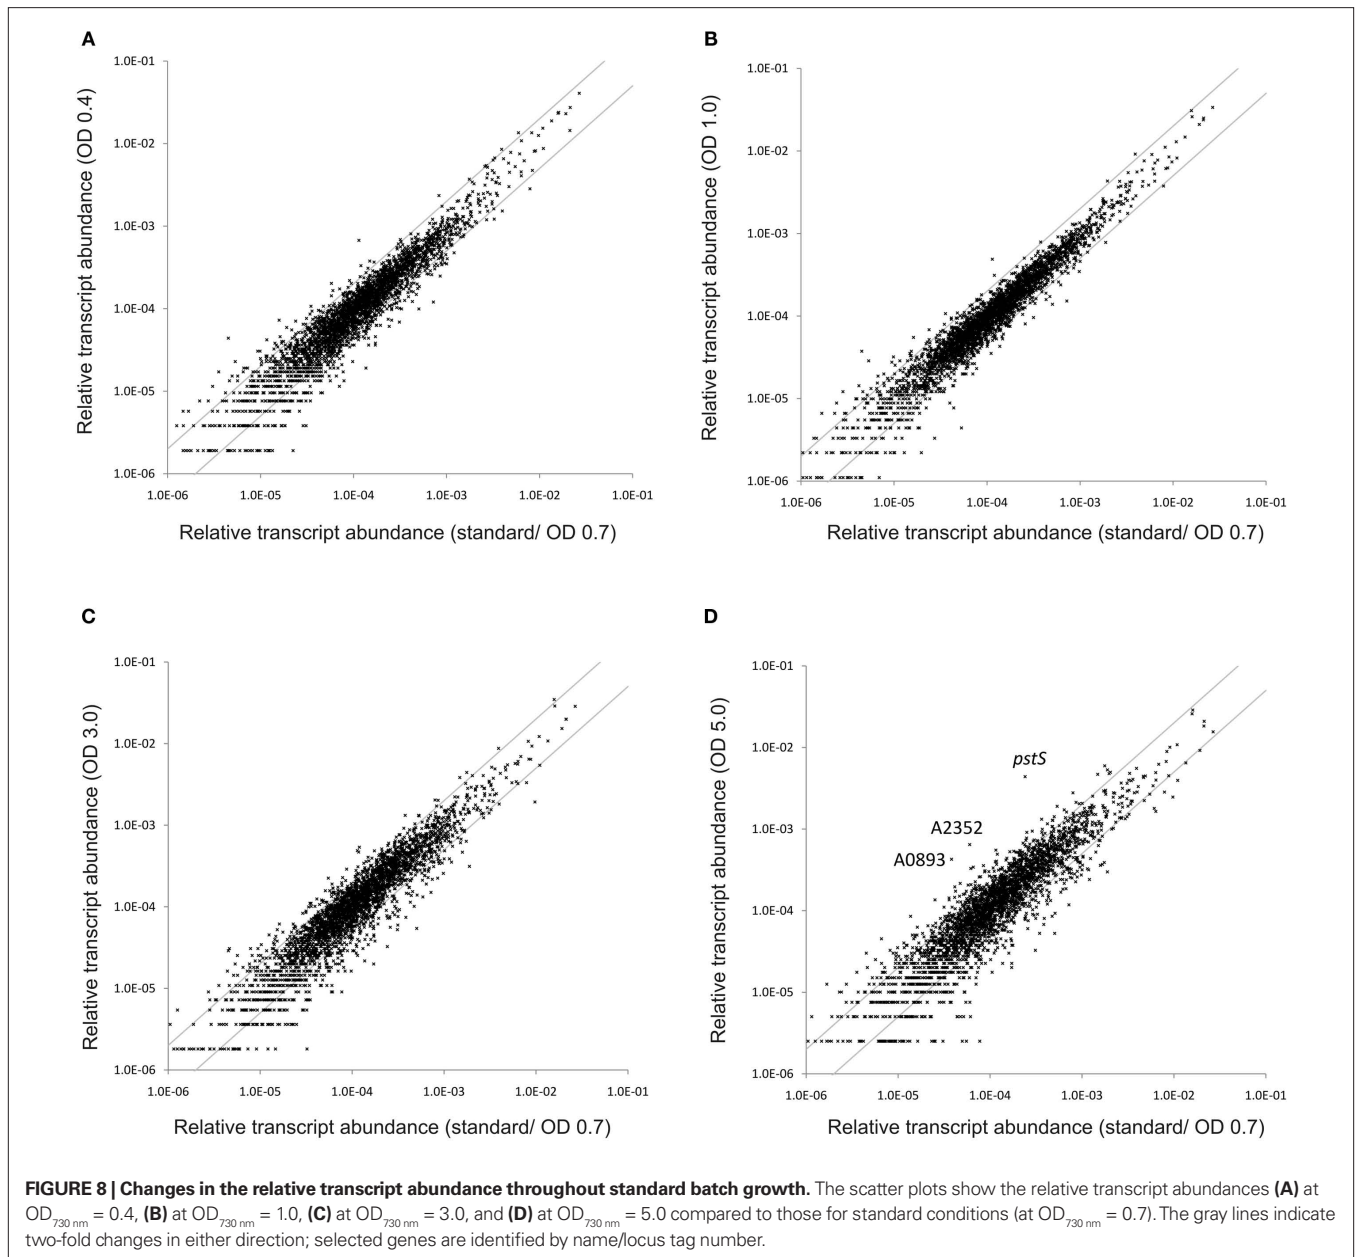 A
1.0E-01
1.0E-02
1.0E-03
1.0E-04
1.0E-05
1.0E-06
Relative transcript abundance (OD 0.4)
1.0E-06 1.0E-05 1.0E-04 1.0E-03 1.0E-02 1.0E-01
Relative transcript abundance (standard/ OD 0.7)
B
1.0E-01
1.0E-02
1.0E-03
1.0E-04
1.0E-05
1.0E-06
Relative transcript abundance (OD 1.0)
1.0E-06 1.0E-05 1.0E-04 1.0E-03 1.0E-02 1.0E-01
Relative transcript abundance (standard/ OD 0.7)
C
1.0E-01
1.0E-02
1.0E-03
1.0E-04
1.0E-05
1.0E-06
Relative transcript abundance (OD 3.0)
1.0E-06 1.0E-05 1.0E-04 1.0E-03 1.0E-02 1.0E-01
Relative transcript abundance (standard/ OD 0.7)
D
1.0E-01
1.0E-02
1.0E-03
1.0E-04
1.0E-05
1.0E-06
Relative transcript abundance (OD 5.0)
pstS
A2352
A0893
1.0E-06 1.0E-05 1.0E-04 1.0E-03 1.0E-02 1.0E-01
Relative transcript abundance (standard/ OD 0.7)
FIGURE 8 | Changes in the relative transcript abundance throughout standard batch growth. The scatter plots show the relative transcript abundances (A) at
OD730 nm = 0.4, (B) at OD730 nm = 1.0, (C) at OD730 nm = 3.0, and (D) at OD730 nm = 5.0 compared to those for standard conditions (at OD730 nm = 0.7). The gray lines indicate
two-fold changes in either direction; selected genes are identified by name/locus tag number.